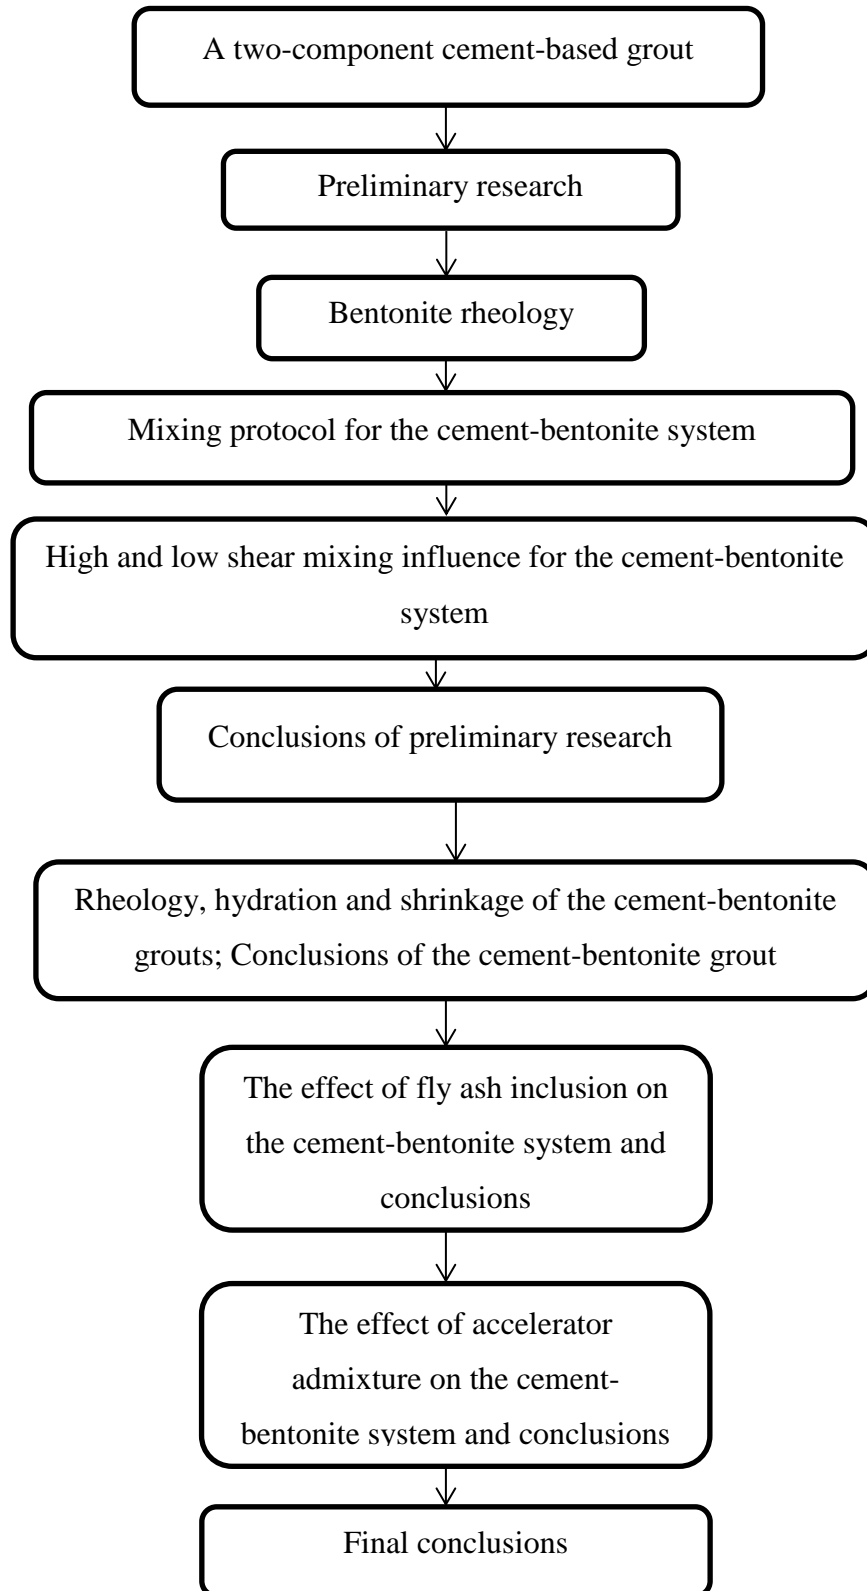 A two-component cement-based grout
Preliminary research
Bentonite rheology
Mixing protocol for the cement-bentonite system
High and low shear mixing influence for the cement-bentonite
system
Conclusions of preliminary research
Rheology, hydration and shrinkage of the cement-bentonite
grouts; Conclusions of the cement-bentonite grout
The effect of fly ash inclusion on
the cement-bentonite system and
conclusions
The effect of accelerator
admixture on the cement-
bentonite system and conclusions
Final conclusions